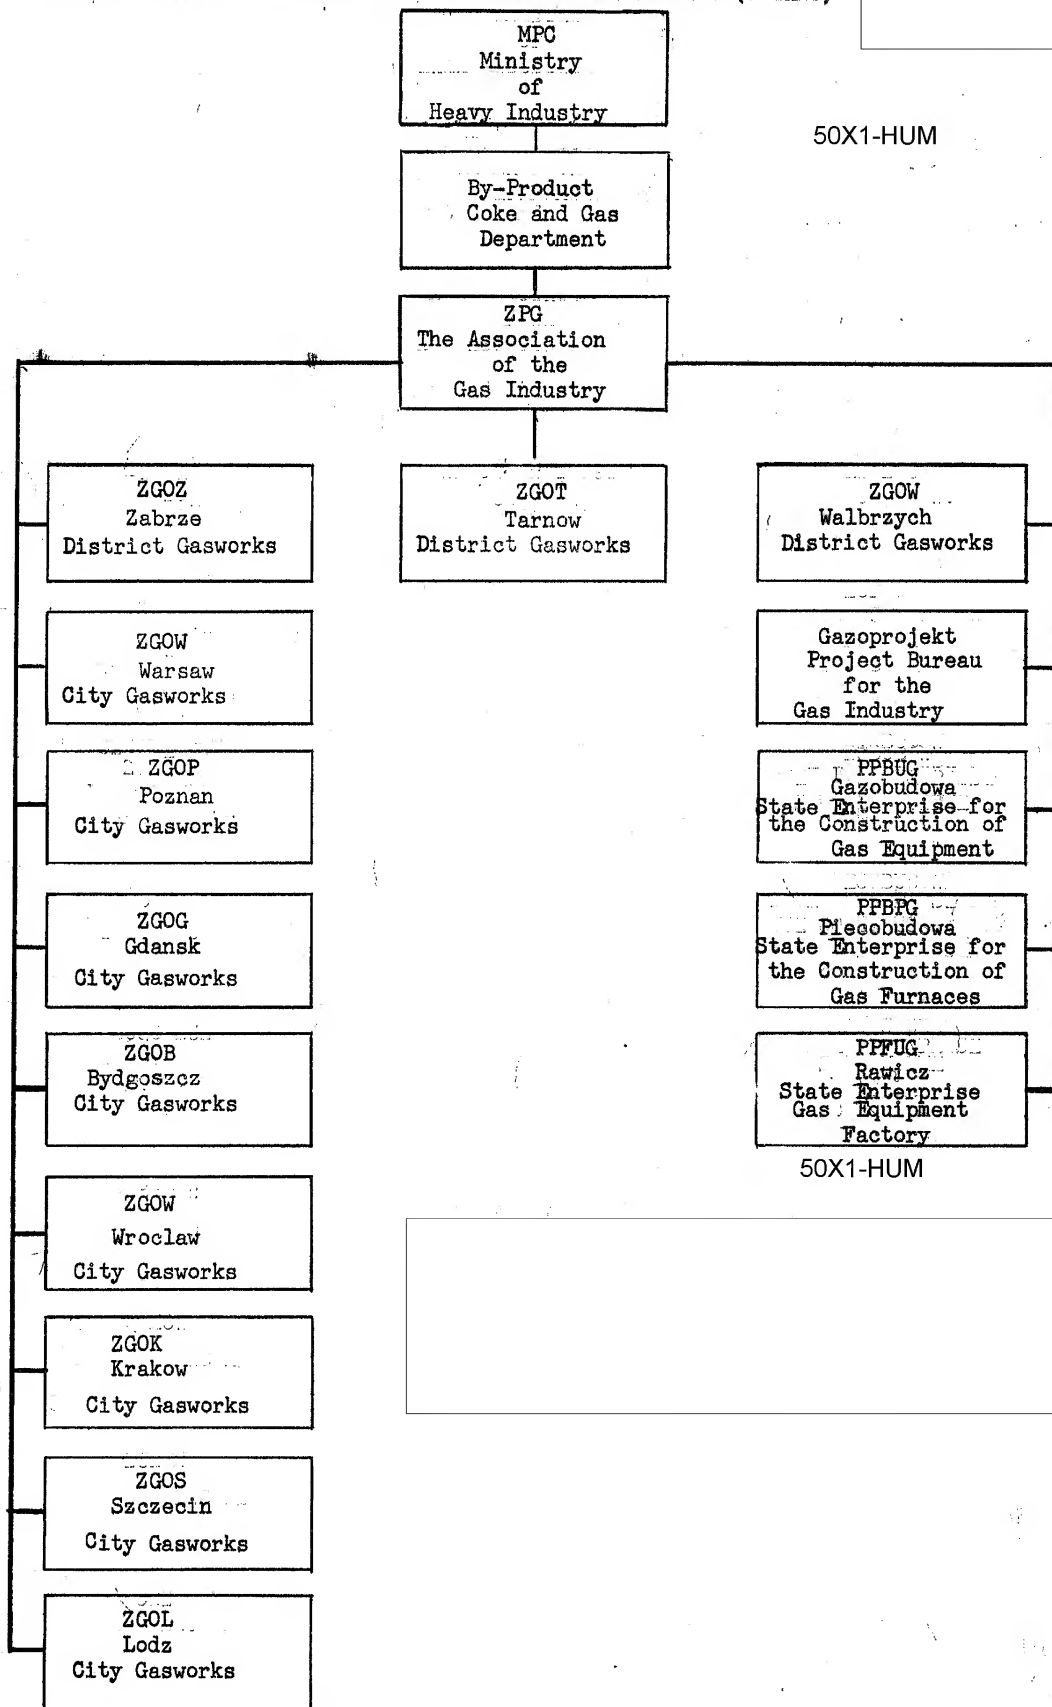 MPC
Ministry
of
Heavy Industry
50X1-HUM
By-Product
Coke and Gas
Department
ZPG
The Association
of the
Gas Industry
ZGOZ
Zabrze
District Gasworks
ZGOT
Tarnow
District Gasworks
ZGOW
Walbrzych
District Gasworks
ZGOW
Warsaw
City Gasworks
Gazoprojekt
Project Bureau
for the
Gas Industry
ZGOP
Poznan
City Gasworks
PPBUG
Gazobudowa
State Enterprise for
the Construction of
Gas Equipment
ZGOG
Gdansk
City Gasworks
PPBPG
Piecobudowa
State Enterprise for
the Construction of
Gas Furnaces
ZGOB
Bydgoszcz
City Gasworks
PPFUG
Rawicz
State Enterprise
Gas Equipment
Factory
50X1-HUM
ZGOW
Wroclaw
City Gasworks
ZGOK
Krakow
City Gasworks
ZGOS
Szczecin
City Gasworks
ZGOL
Lodz
City Gasworks